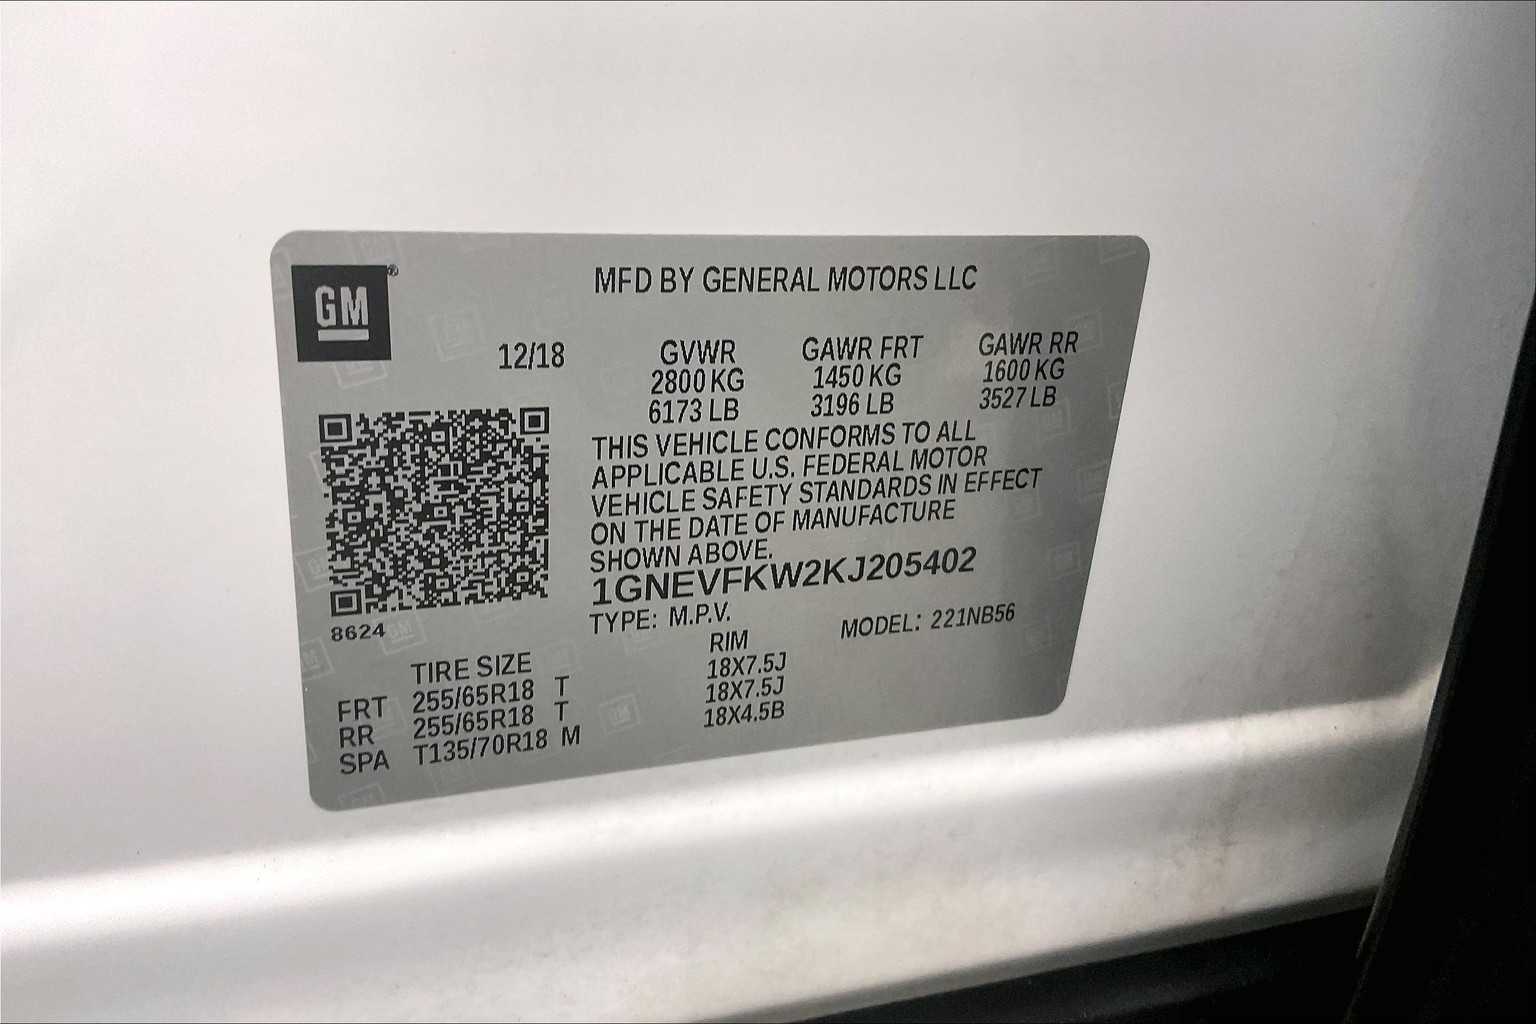 GM
MFD BY GENERAL MOTORS LLC
12/18 GVWR GAWR FRT GAWR RR
2800 KG 1450 KG 1600 KG
6173 LB 3196 LB 3527 LB
THIS VEHICLE CONFORMS TO ALL
APPLICABLE U.S. FEDERAL MOTOR
VEHICLE SAFETY STANDARDS IN EFFECT
ON THE DATE OF MANUFACTURE
SHOWN ABOVE.
1GNEVFKW2KJ205402
TYPE: M.P.V. MODEL: 221NB56
8624
TIRE SIZE RIM
FRT 255/65R18 T 18X7.5J
RR 255/65R18 T 18X7.5J
SPA T135/70R18 M 18X4.5B